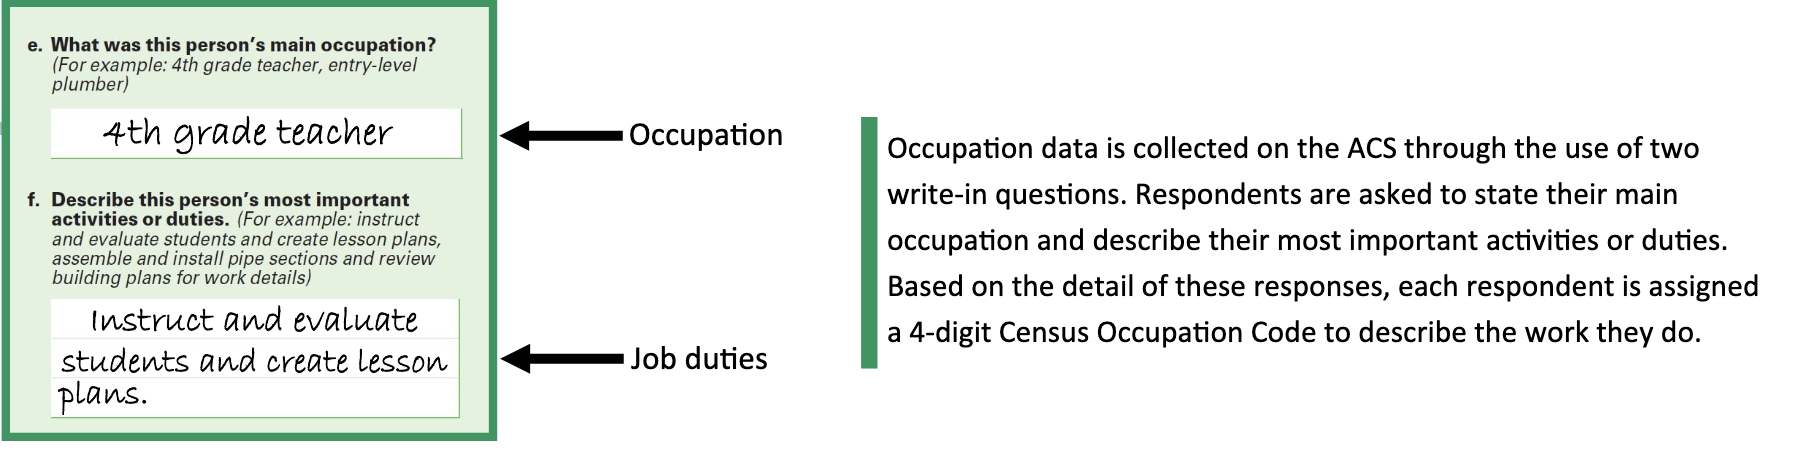 e. What was this person's main occupation?
(For example: 4th grade teacher, entry-level
plumber)
4th grade teacher
Occupation
f. Describe this person's most important
activities or duties. (For example: instruct
and evaluate students and create lesson plans,
assemble and install pipe sections and review
building plans for work details)
Instruct and evaluate
students and create lesson
plans.
Job duties
Occupation data is collected on the ACS through the use of two
write-in questions. Respondents are asked to state their main
occupation and describe their most important activities or duties.
Based on the detail of these responses, each respondent is assigned
a 4-digit Census Occupation Code to describe the work they do.